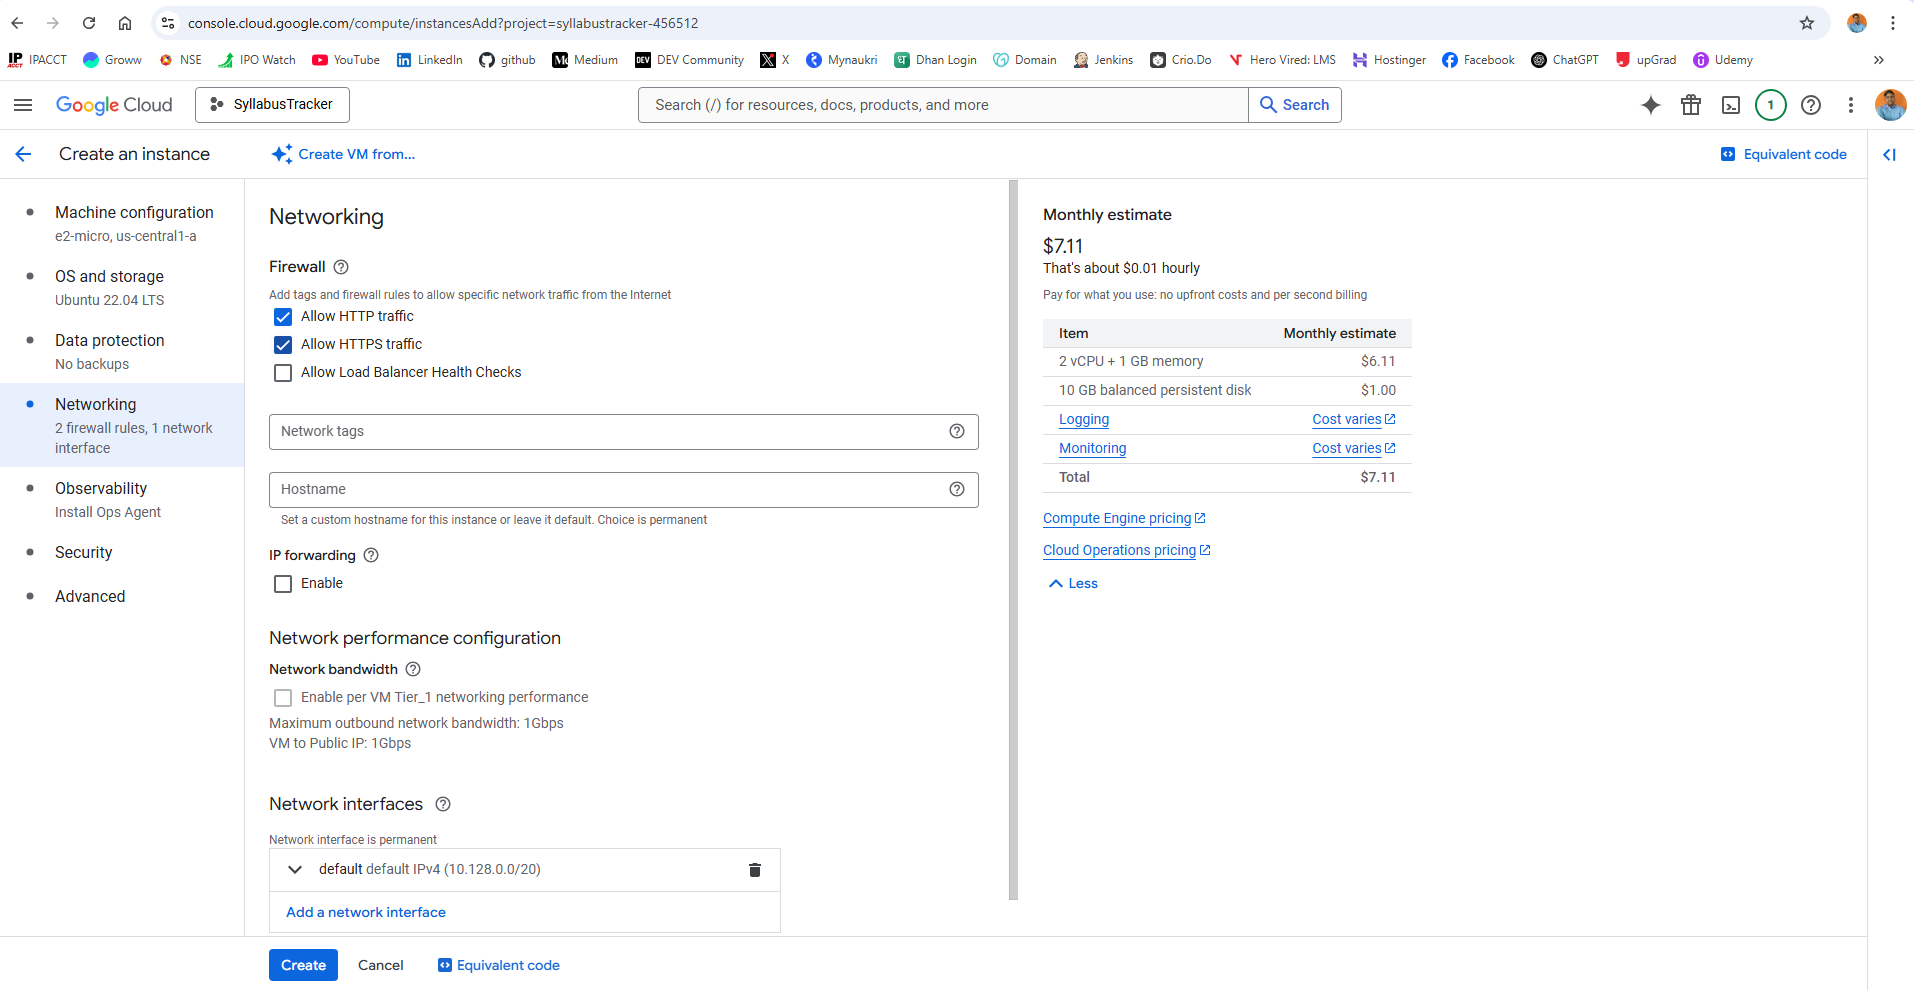 console.cloud.google.com/compute/instancesAdd?project=syllabustracker-456512
IP ACCT IPACCT Groww NSE IPO Watch YouTube LinkedIn github Medium DEV DEV Community X Mynaukri Dhan Login Domain Jenkins Crio.Do Hero Vired: LMS Hostinger Facebook ChatGPT upGrad Udemy
Google Cloud SyllabusTracker Search (/) for resources, docs, products, and more Search 1
Create an instance Create VM from... Equivalent code
Machine configuration
e2-micro, us-central1-a
OS and storage
Ubuntu 22.04 LTS
Data protection
No backups
Networking
2 firewall rules, 1 network
interface
Observability
Install Ops Agent
Security
Advanced
Networking
Firewall
Add tags and firewall rules to allow specific network traffic from the Internet
Allow HTTP traffic
Allow HTTPS traffic
Allow Load Balancer Health Checks
Network tags
Hostname
Set a custom hostname for this instance or leave it default. Choice is permanent
IP forwarding
Enable
Network performance configuration
Network bandwidth
Enable per VM Tier_1 networking performance
Maximum outbound network bandwidth: 1Gbps
VM to Public IP: 1Gbps
Network interfaces
Network interface is permanent
default default IPv4 (10.128.0.0/20)
Add a network interface
Create Cancel Equivalent code
Monthly estimate
$7.11
That's about $0.01 hourly
Pay for what you use: no upfront costs and per second billing
Item Monthly estimate
2 vCPU + 1 GB memory $6.11
10 GB balanced persistent disk $1.00
Logging Cost varies
Monitoring Cost varies
Total $7.11
Compute Engine pricing
Cloud Operations pricing
Less